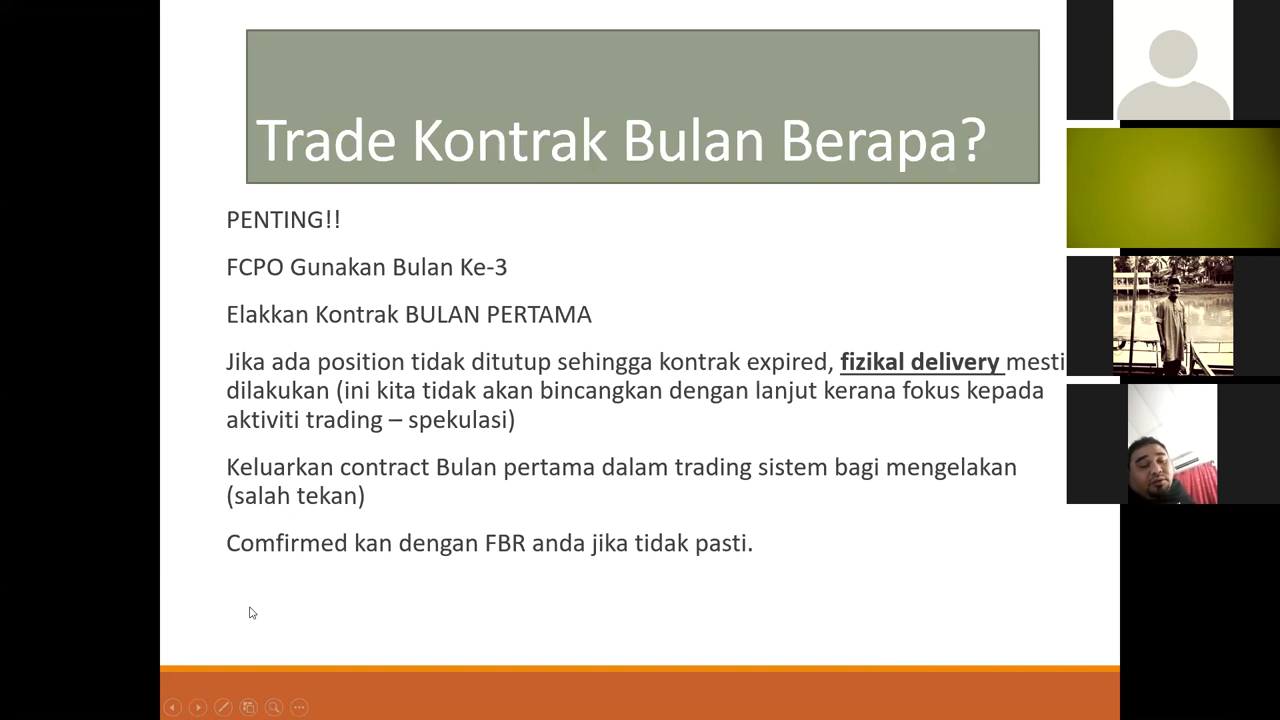 Trade Kontrak Bulan Berapa?
PENTING!!
FCPO Gunakan Bulan Ke-3
Elakkan Kontrak BULAN PERTAMA
Jika ada position tidak ditutup sehingga kontrak expired, fizikal delivery mesti
dilakukan (ini kita tidak akan bincangkan dengan lanjut kerana fokus kepada
aktiviti trading – spekulasi)
Keluarkan contract Bulan pertama dalam trading sistem bagi mengelakan
(salah tekan)
Comfirmed kan dengan FBR anda jika tidak pasti.